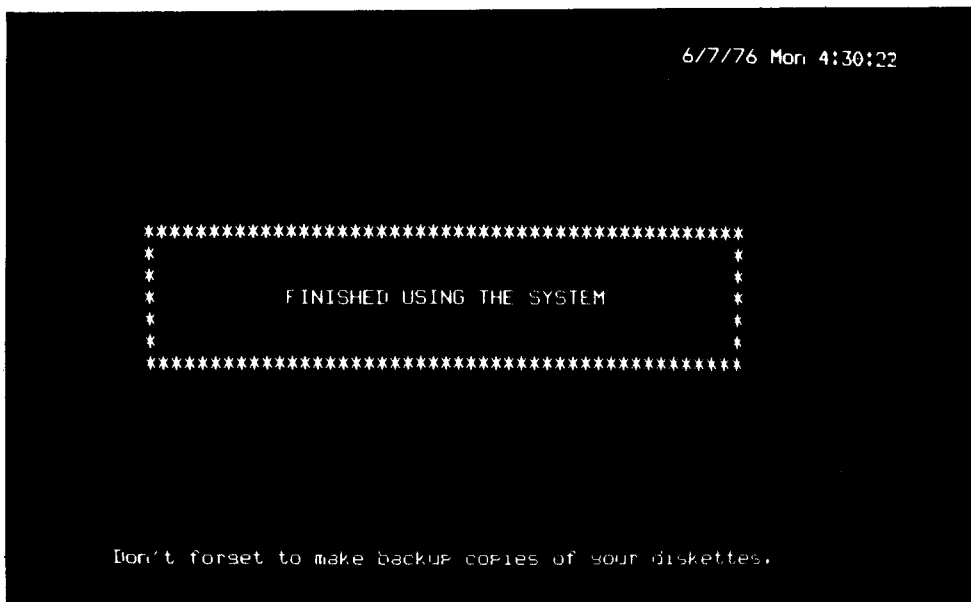 6/7/76 Mon 4:30:22
FINISHED USING THE SYSTEM
Don't forget to make backup copies of your diskettes.